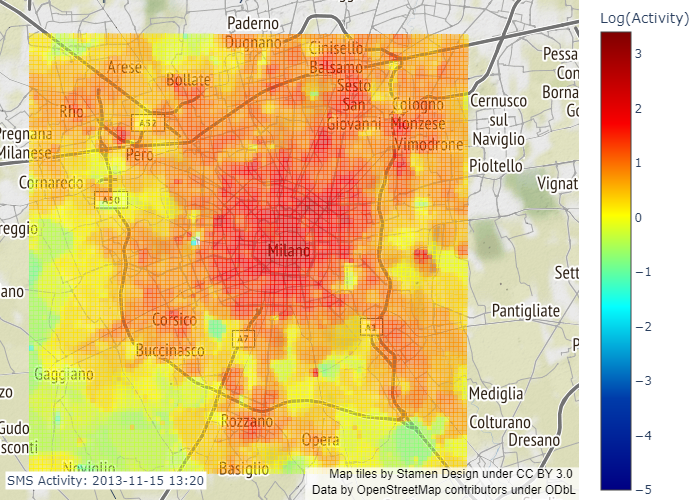 Log(Activity)
3
2
1
0
−1
−2
−3
−4
−5
Paderno
Dugnano
Cinisello
Balsamo
Arese
Bollate
Sesto
San
Giovanni
Pessa
Con
Borna
Go
Rho
A52
Cologno
Monzese
Cernusco
sul
Naviglio
Pregnana
Milanese
Pero
Vimodrone
Pioltello
Cornaredo
Vignat
A50
reggio
Milano
Sett
ano
Pantigliate
Corsico
A7
Buccinasco
P
Gaggiano
zo
Mediglia
Rozzano
Colturano
Gudo
sconti
Opera
Dresano
Noviglio
Basiglio
SMS Activity: 2013-11-15 13:20
Map tiles by Stamen Design under CC BY 3.0
Data by OpenStreetMap contributors under ODbL